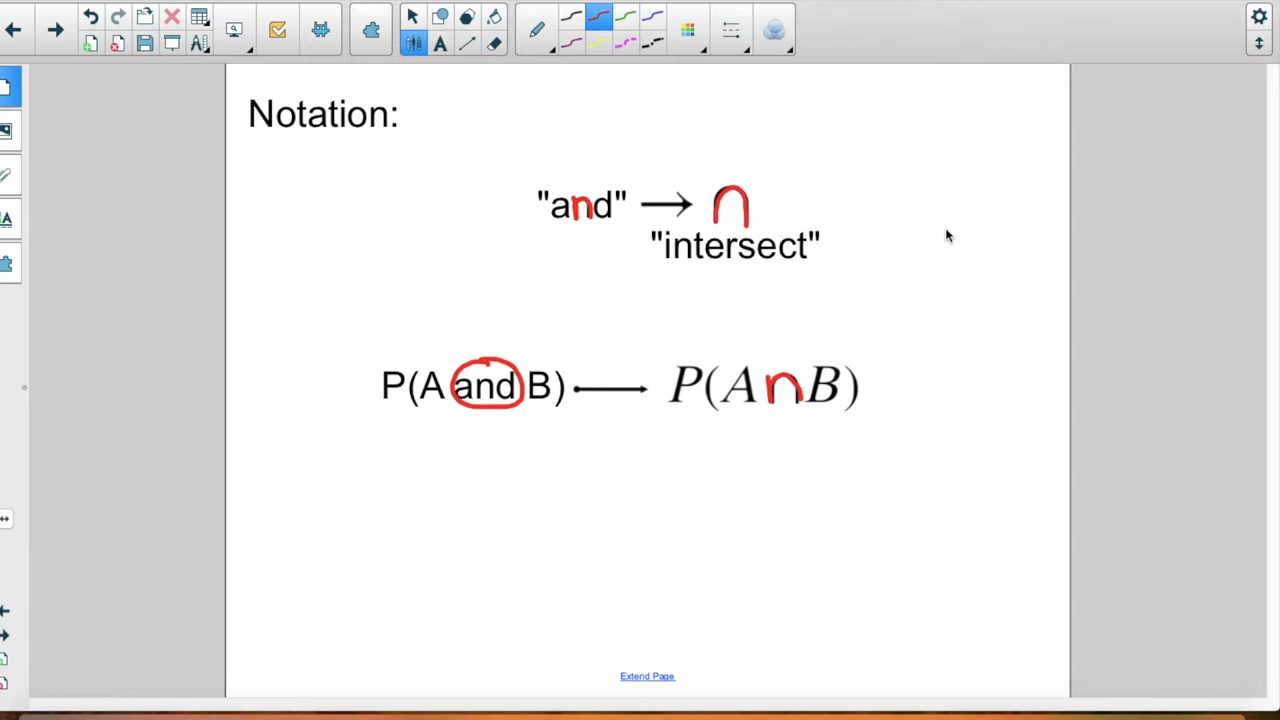 Notation:
"and" → ∩
"intersect"
P(A and B) → P(A ∩ B)
Extend Page